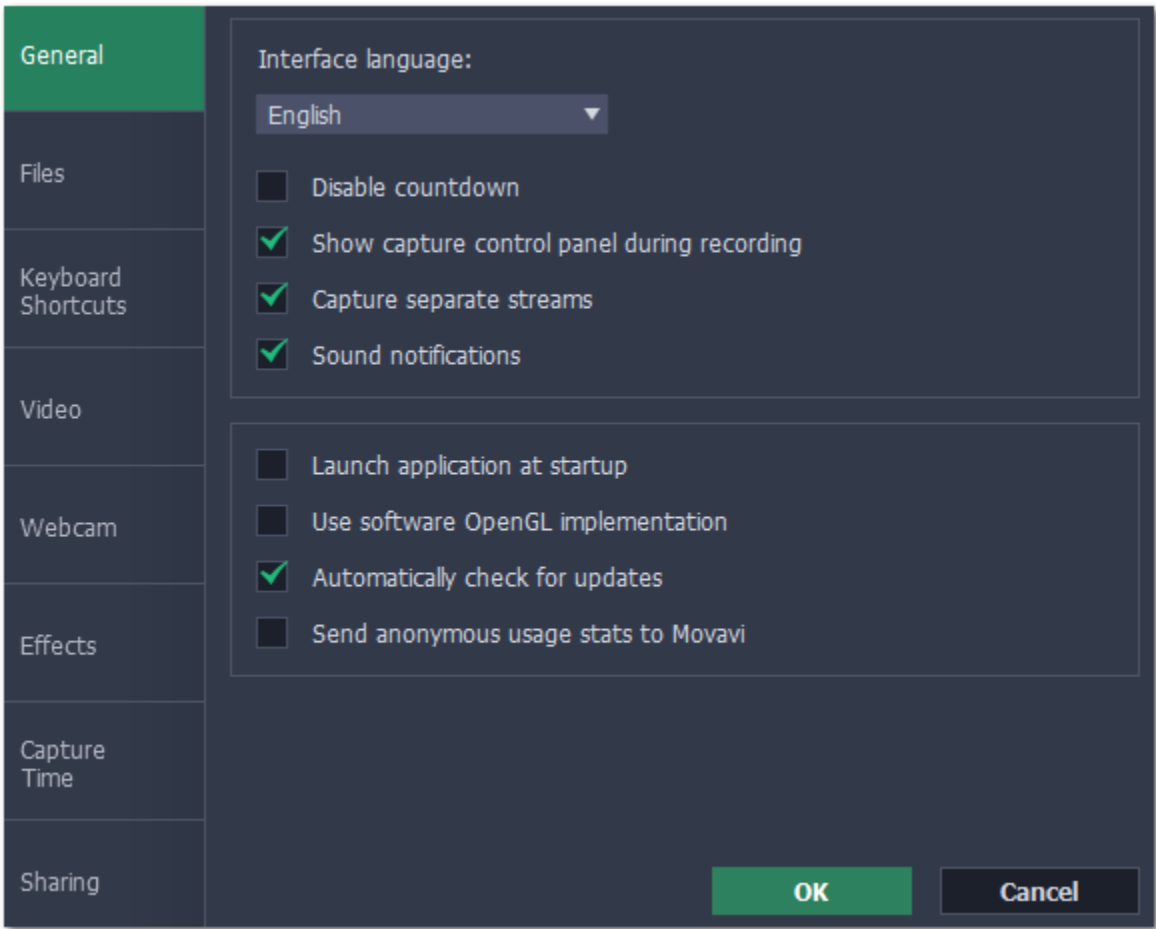 General
Files
Keyboard
Shortcuts
Video
Webcam
Effects
Capture
Time
Sharing
Interface language:
English
Disable countdown
Show capture control panel during recording
Capture separate streams
Sound notifications
Launch application at startup
Use software OpenGL implementation
Automatically check for updates
Send anonymous usage stats to Movavi
OK
Cancel